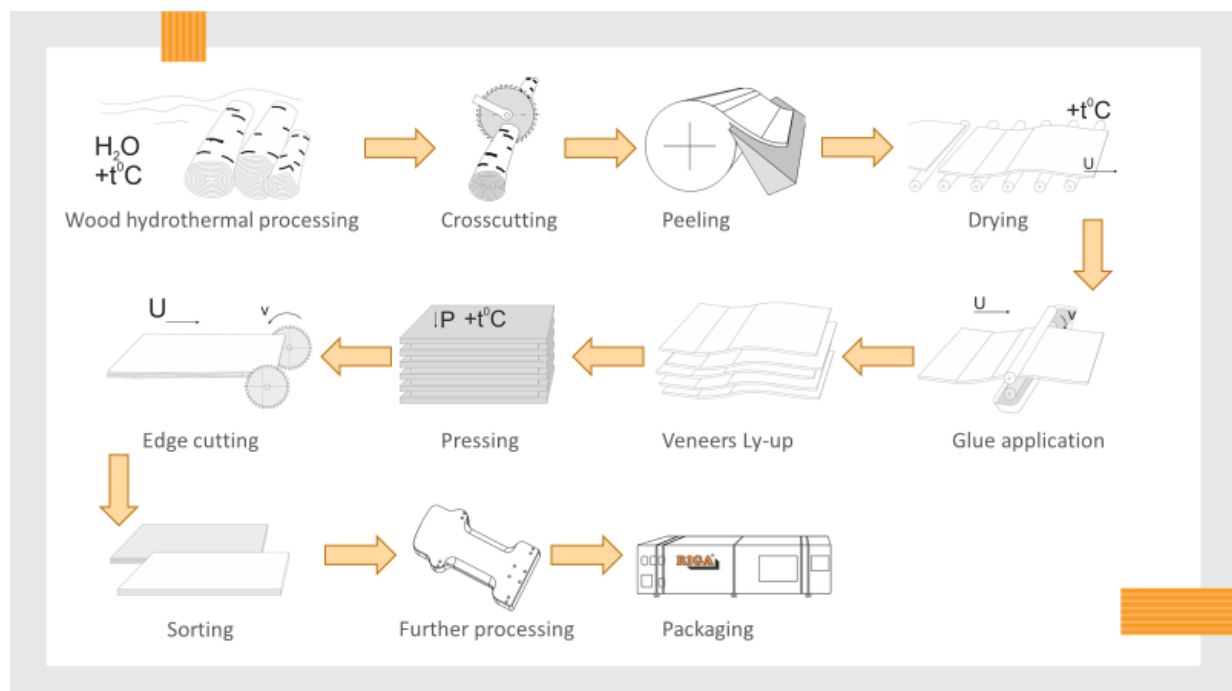 H₂O
+t⁰C
Wood hydrothermal processing
Crosscutting
Peeling
+t⁰C
U
Drying
U
v
Edge cutting
↓P +t⁰C
Pressing
Veneers Ly-up
U
v
Glue application
Sorting
Further processing
RIGA
Packaging